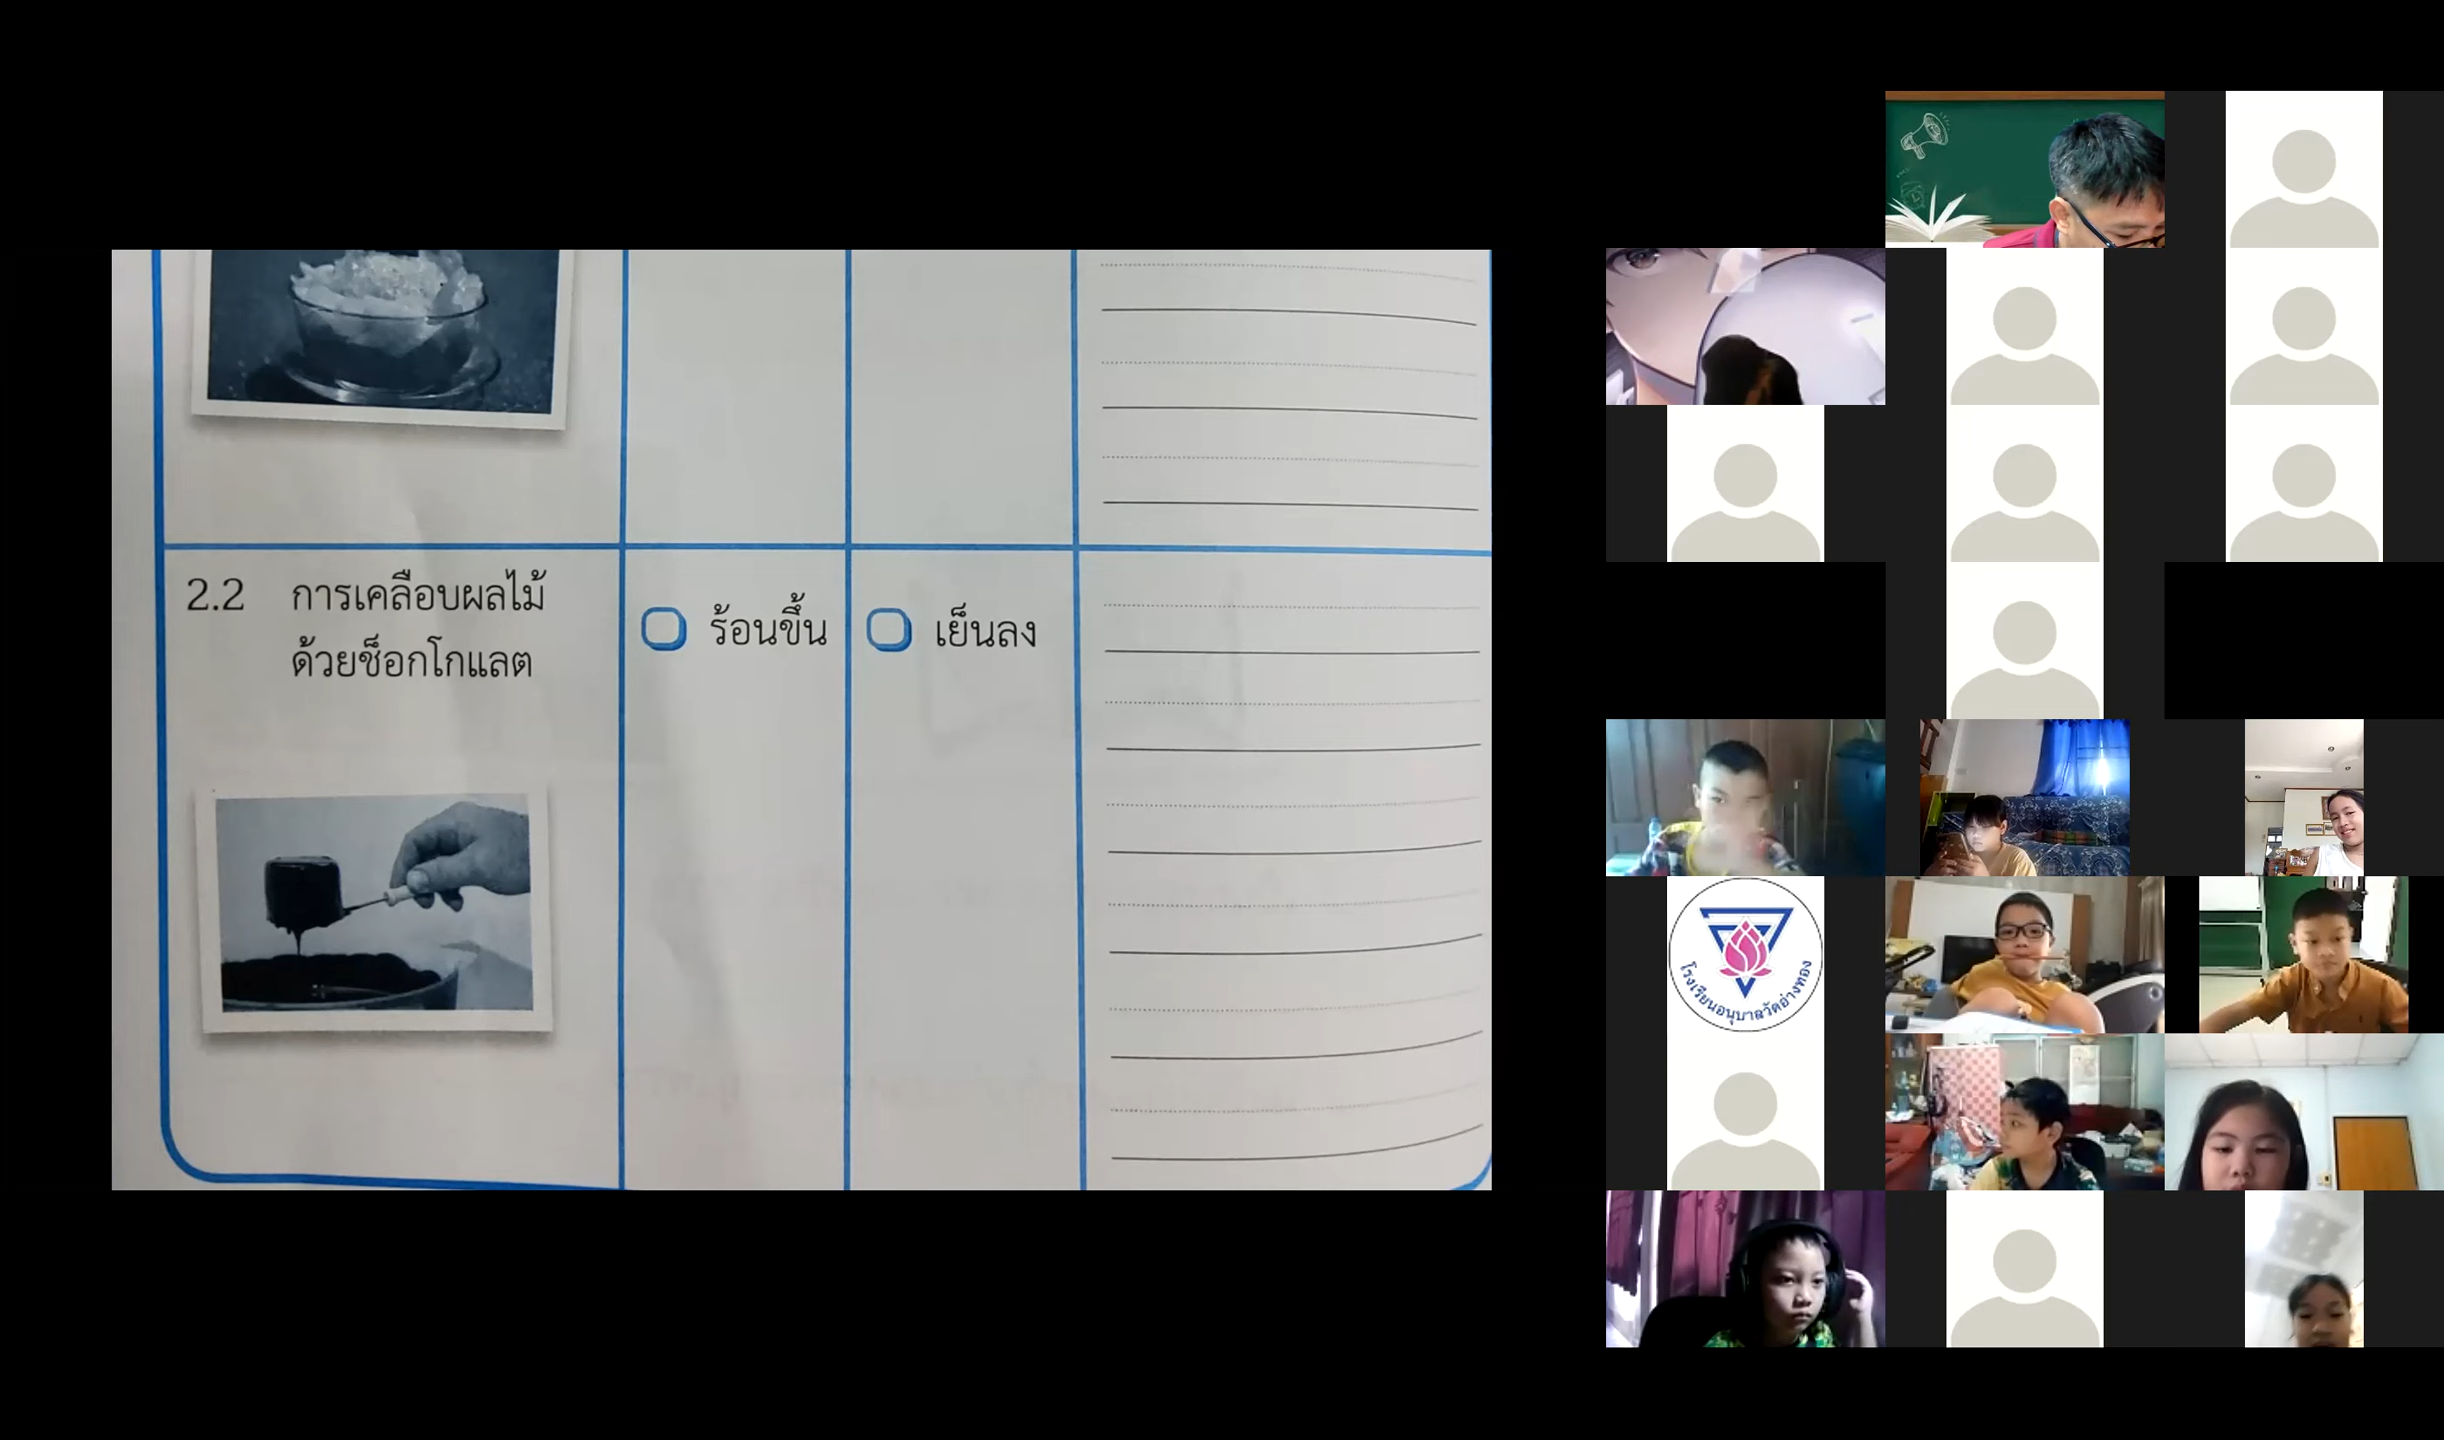 2.2 การเคลือบผลไม้
ด้วยช็อกโกแลต
ร้อนขึ้น
เย็นลง
โรงเรียนอนุบาลวัดอ่างทอง